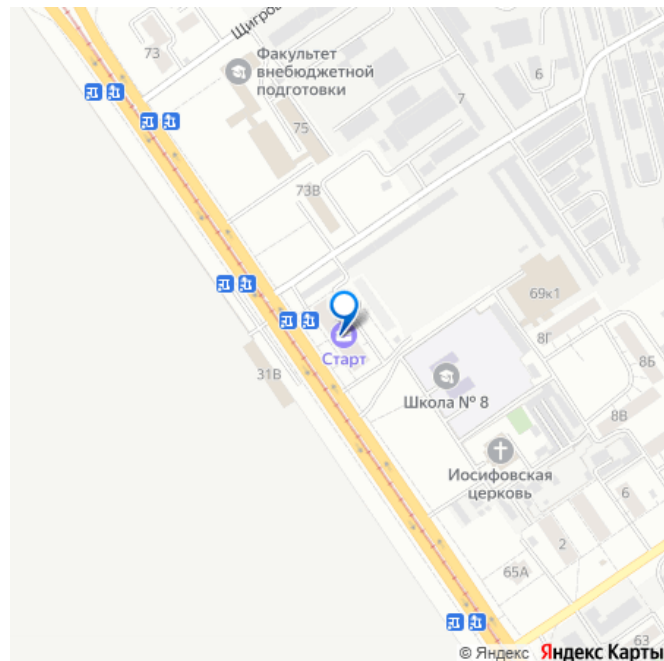 Щигров
73
Факультет
внебюджетной
подготовки
6
7
75
73В
69к1
8Г
Старт
31В
8Б
Школа № 8
8В
Иосифовская
церковь
6
2
65А
63
© Яндекс Яндекс Карты